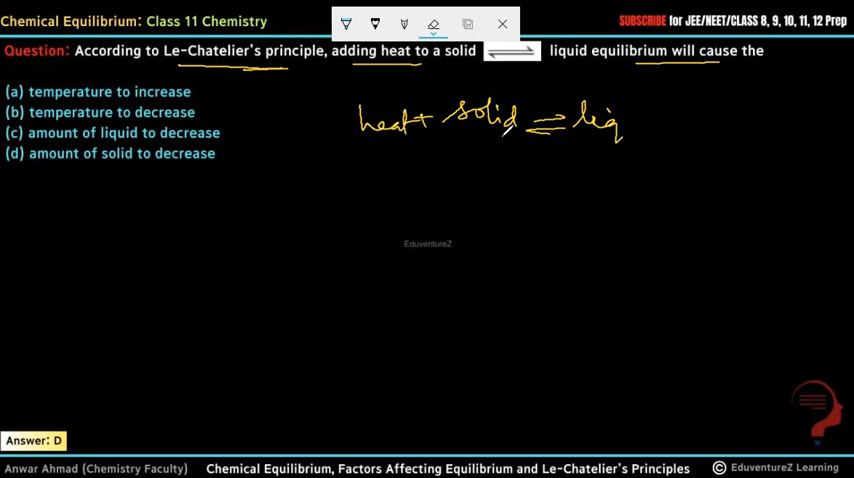 Chemical Equilibrium: Class 11 Chemistry
SUBSCRIBE for JEE/NEET/CLASS 8, 9, 10, 11, 12 Prep
Question: According to Le-Chatelier's principle, adding heat to a solid ⇌ liquid equilibrium will cause the
(a) temperature to increase
(b) temperature to decrease
(c) amount of liquid to decrease
(d) amount of solid to decrease
heat + solid ⇌ liq
EduventureZ
Answer: D
Anwar Ahmad (Chemistry Faculty) Chemical Equilibrium, Factors Affecting Equilibrium and Le-Chatelier's Principles © EduventureZ Learning